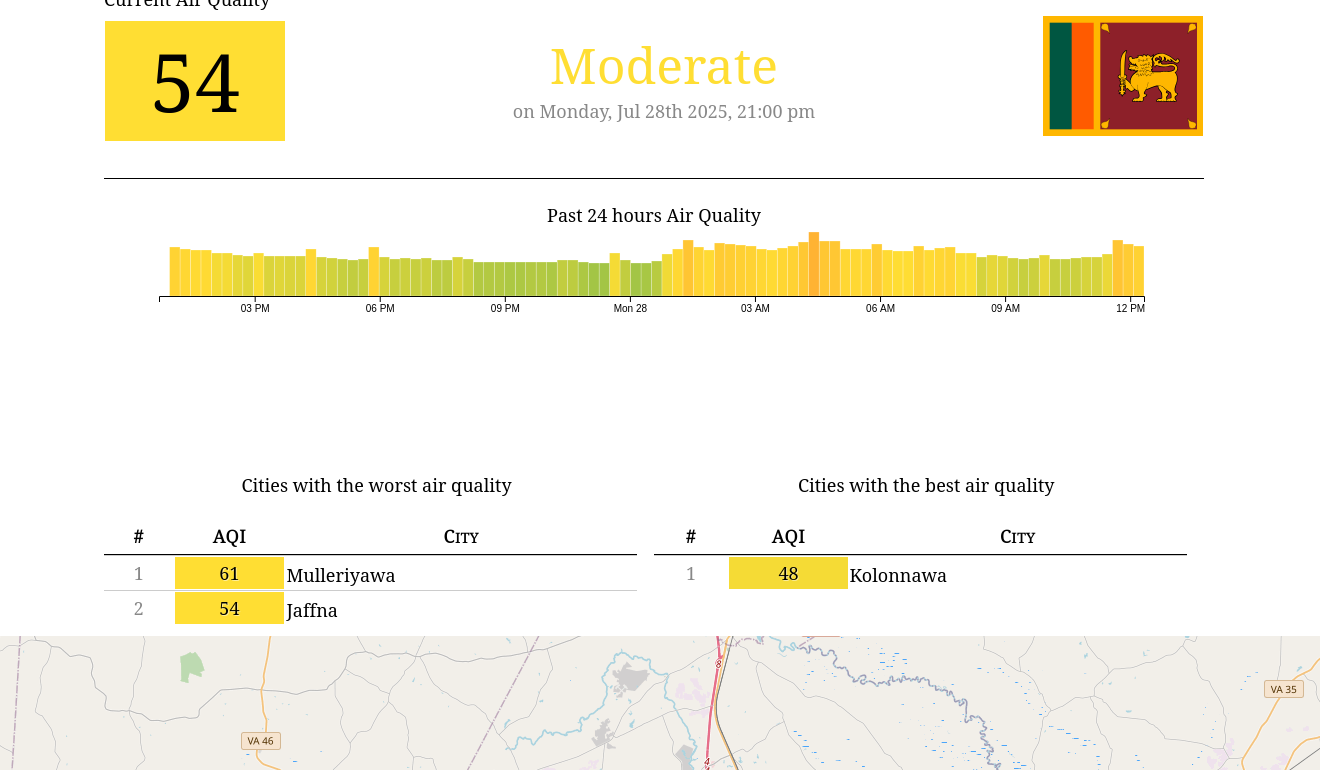 Current Air Quality
54
Moderate
on Monday, Jul 28th 2025, 21:00 pm
Past 24 hours Air Quality
03 PM 06 PM 09 PM Mon 28 03 AM 06 AM 09 AM 12 PM
Cities with the worst air quality
# AQI City
1 61 Mulleriyawa
2 54 Jaffna
Cities with the best air quality
# AQI City
1 48 Kolonnawa
8
VA 35
VA 46
4